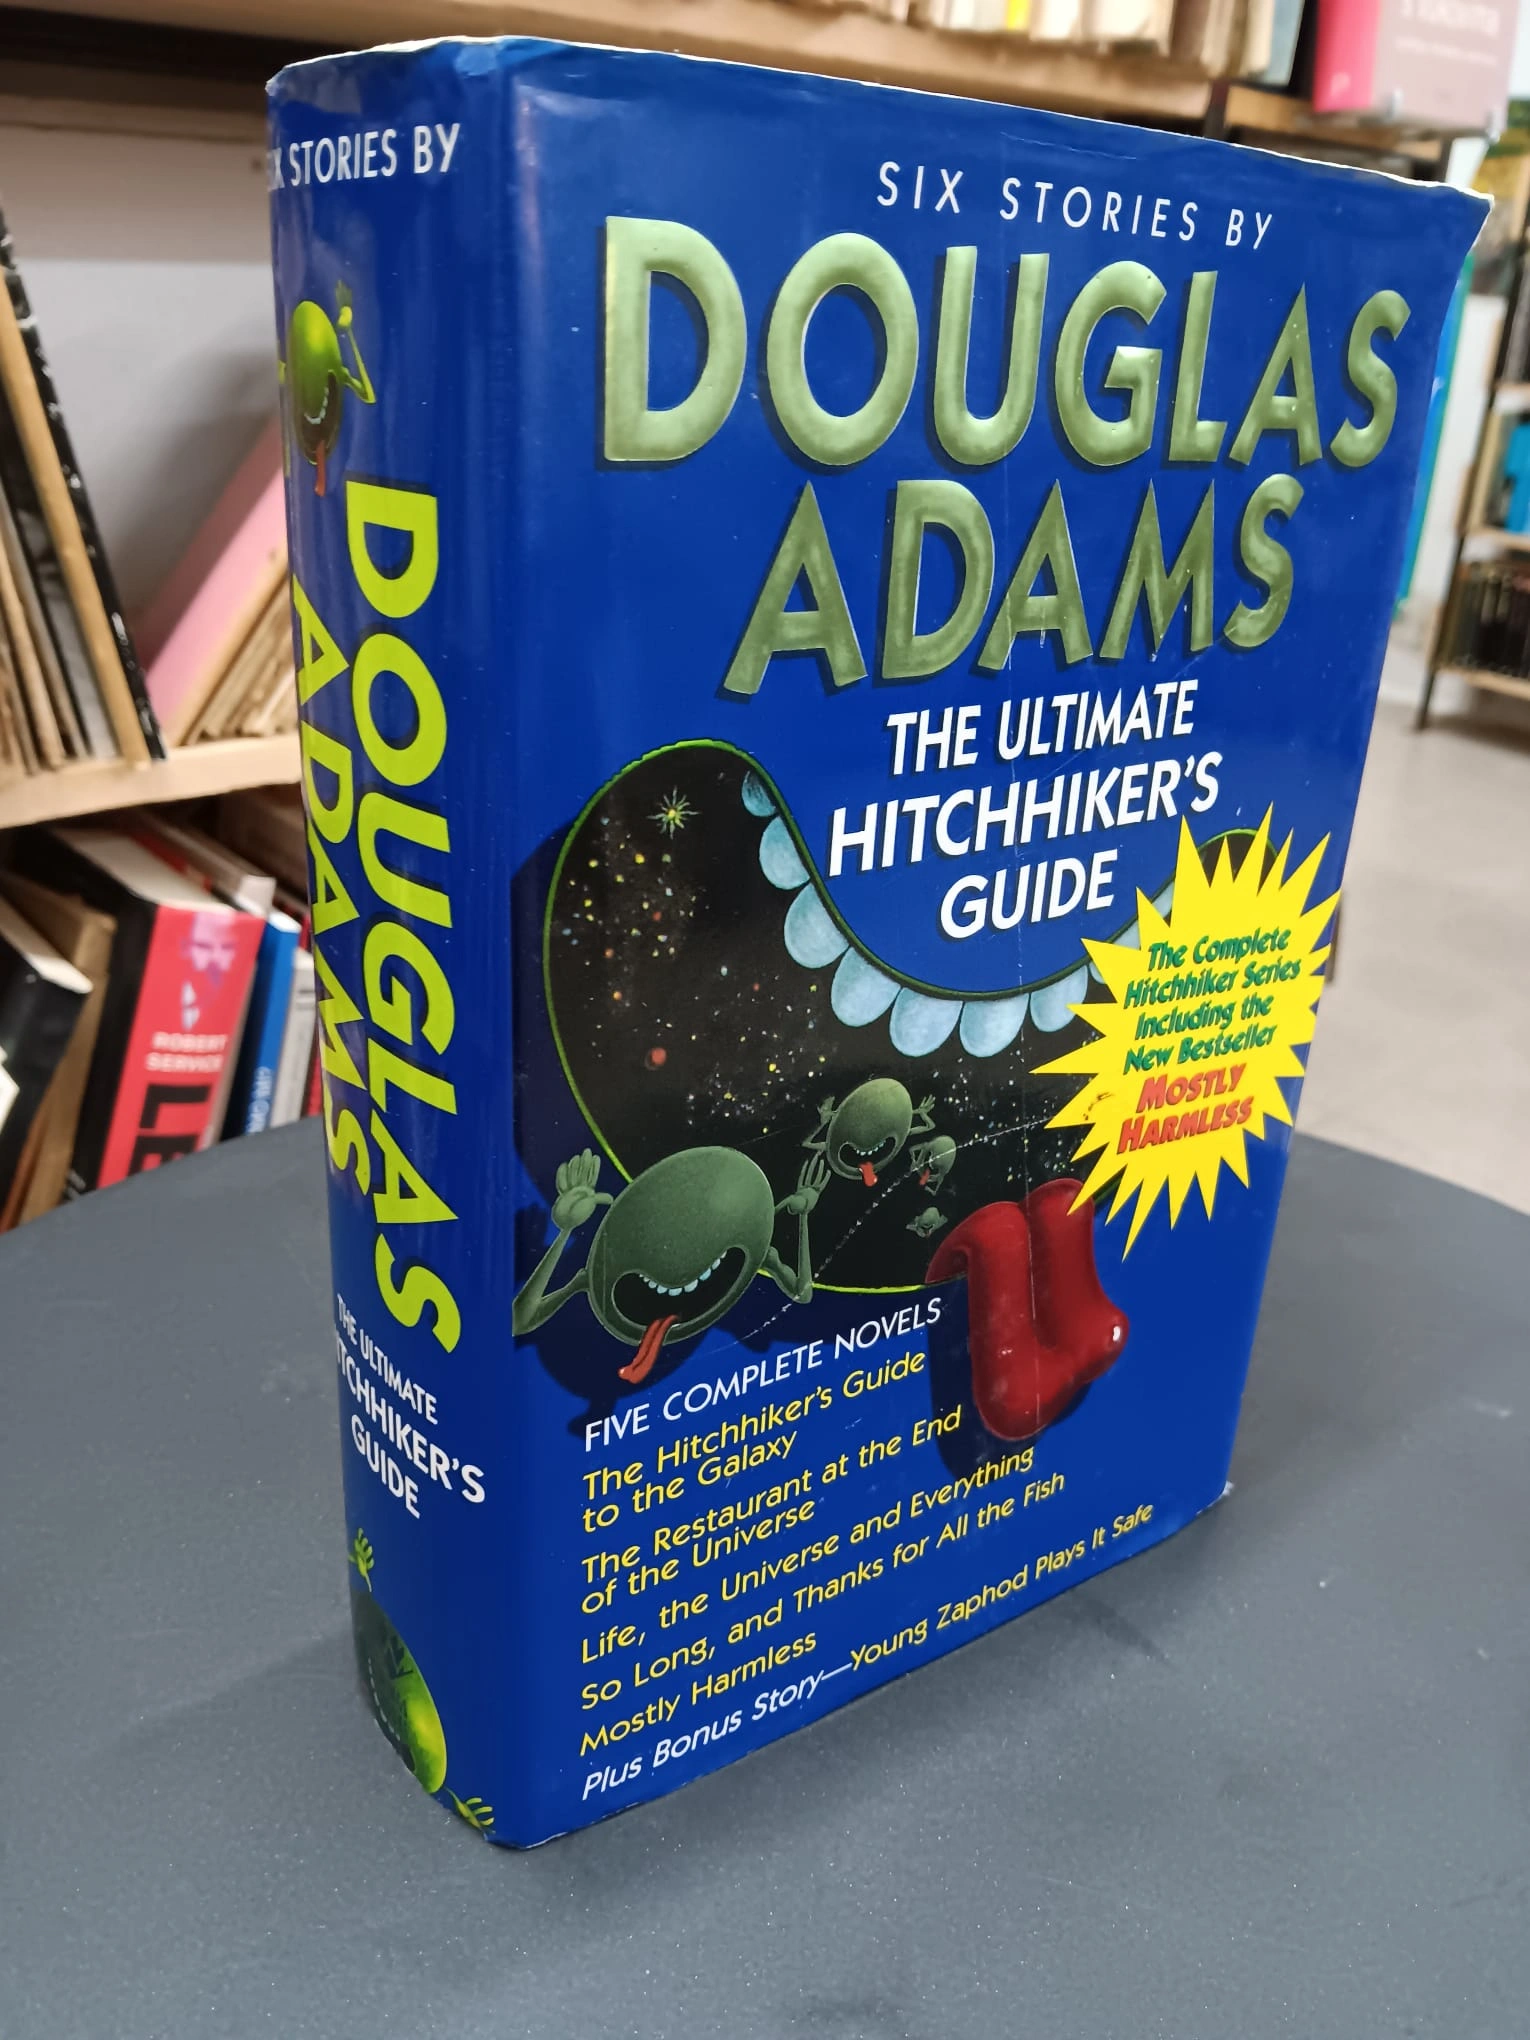 STORIES BY
DOUGLAS
ADAMS
THE ULTIMATE
HITCHHIKER'S
GUIDE
SIX STORIES BY
DOUGLAS
ADAMS
THE ULTIMATE
HITCHHIKER'S
GUIDE
The Complete
Hitchhiker Series
Including the
New Bestseller
MOSTLY
HARMLESS
FIVE COMPLETE NOVELS
The Hitchhiker's Guide
to the Galaxy
The Restaurant at the End
of the Universe
Life, the Universe and Everything
So Long, and Thanks for All the Fish
Mostly Harmless
Plus Bonus Story—Young Zaphod Plays It Safe
ROBERT
SERVICE